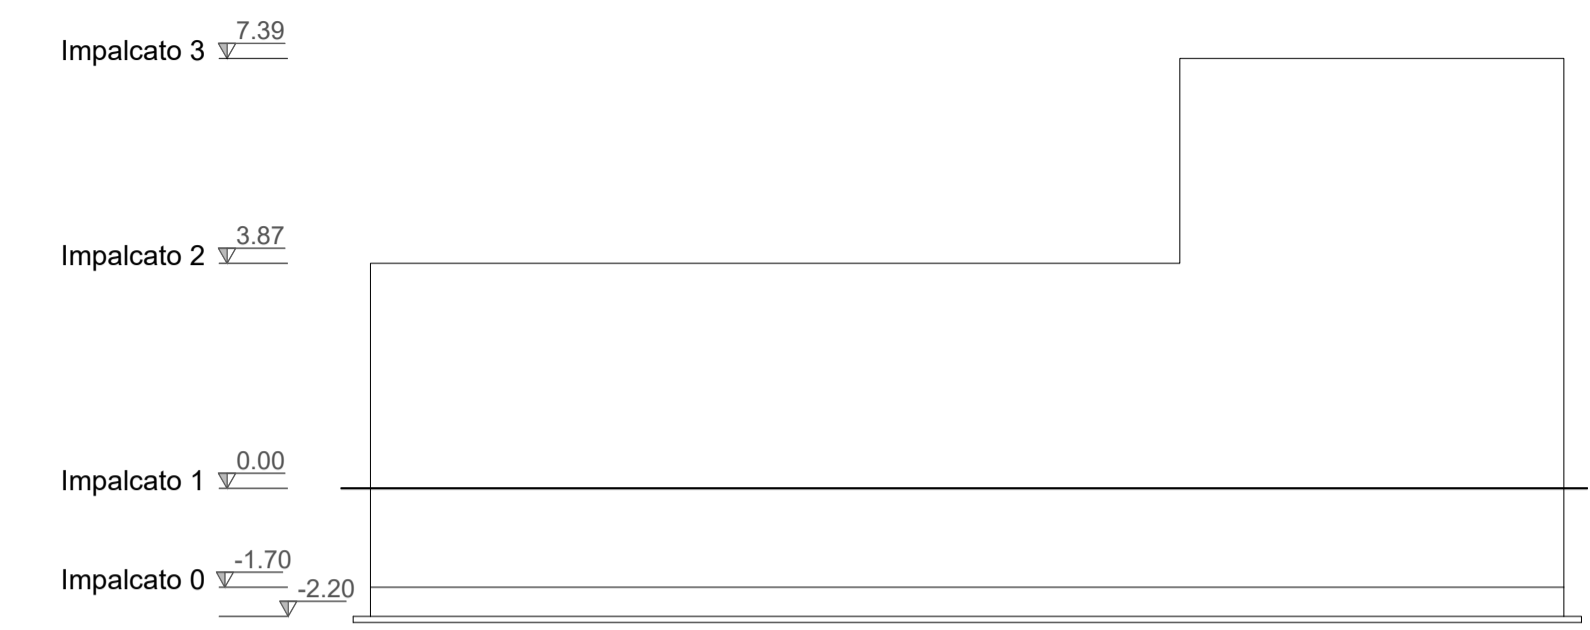 Impalcato 3 7.39
Impalcato 2 3.87
Impalcato 1 0.00
Impalcato 0 -1.70
-2.20